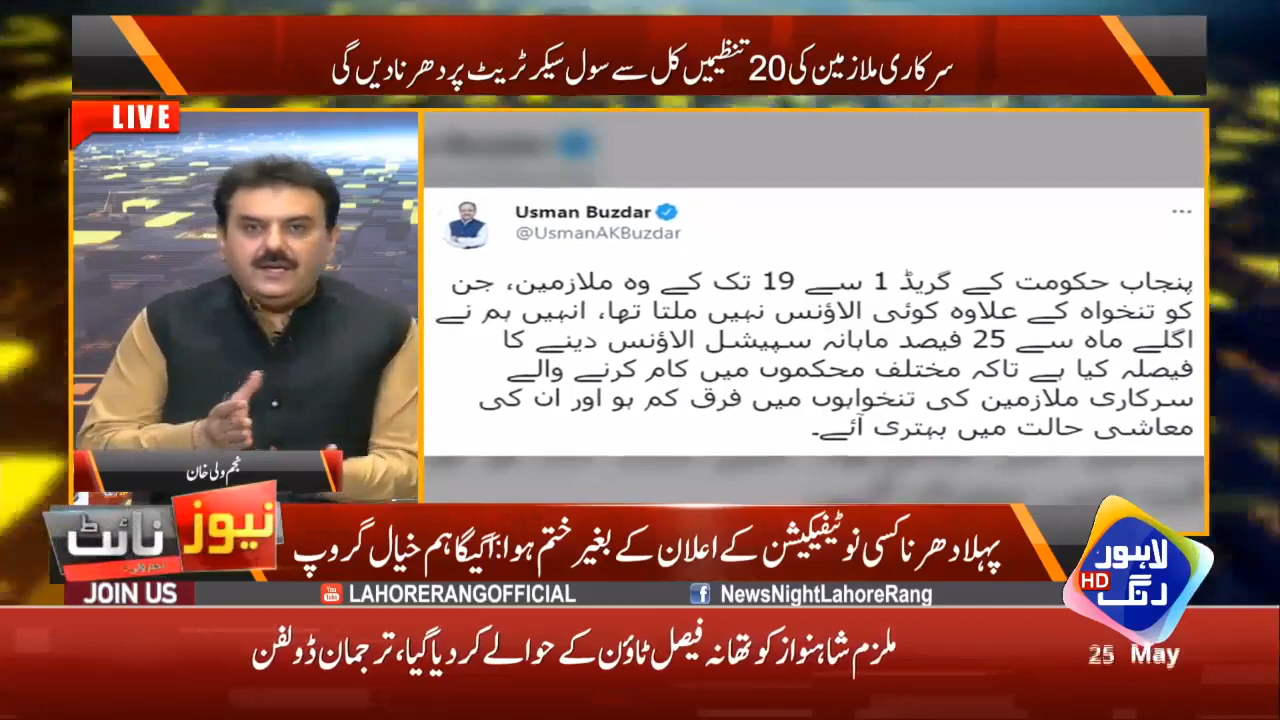 سرکاری ملازمین کی 20 تنظیمیں کل سے سول سیکرٹریٹ پر دھرنا دیں گی
LIVE
Usman Buzdar
@UsmanAKBuzdar
پنجاب حکومت کے گریڈ 1 سے 19 تک کے وہ ملازمین، جن
کو تنخواہ کے علاوہ کوئی الاؤنس نہیں ملتا تھا، انہیں ہم نے
اگلے ماہ سے 25 فیصد ماہانہ سپیشل الاؤنس دینے کا
فیصلہ کیا ہے تاکہ مختلف محکموں میں کام کرنے والے
سرکاری ملازمین کی تنخواہوں میں فرق کم ہو اور ان کی
معاشی حالت میں بہتری آئے۔
نجم ولی خان
نیوز نائٹ
پہلا دھرنا کسی نوٹیفیکیشن کے اعلان کے بغیر ختم ہوا: اگیگا ہم خیال گروپ
لاہور
رنگ HD
JOIN US
LAHORERANGOFFICIAL
NewsNightLahoreRang
ملزم شاہنواز کو تھانہ فیصل ٹاؤن کے حوالے کر دیا گیا، ترجمان ڈولفن
25 May